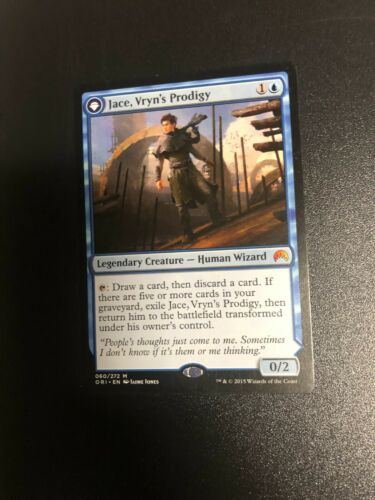 Jace, Vryn's Prodigy 1
Legendary Creature — Human Wizard
: Draw a card, then discard a card. If
there are five or more cards in your
graveyard, exile Jace, Vryn's Prodigy, then
return him to the battlefield transformed
under his owner's control.
"People's thoughts just come to me. Sometimes
I don't know if it's them or me thinking."
0/2
060/272 M
ORI • EN Jaime Jones
™ & © 2015 Wizards of the Coast